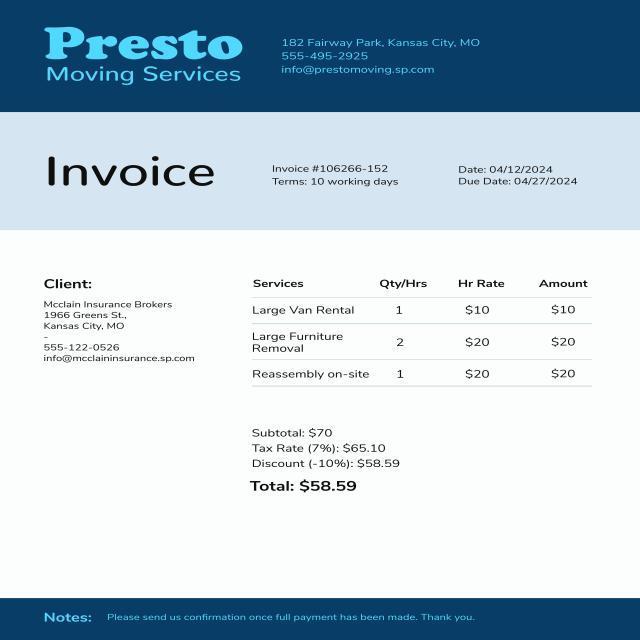 Presto
Moving Services
182 Fairway Park, Kansas City, MO
555-495-2925
info@prestomoving.sp.com
Invoice
Invoice #106266-152
Terms: 10 working days
Date: 04/12/2024
Due Date: 04/27/2024
Client:
Mcclain Insurance Brokers
1966 Greens St.,
Kansas City, MO
-
555-122-0526
info@mcclaininsurance.sp.com
Services Qty/Hrs Hr Rate Amount
Large Van Rental 1 $10 $10
Large Furniture
Removal 2 $20 $20
Reassembly on-site 1 $20 $20
Subtotal: $70
Tax Rate (7%): $65.10
Discount (-10%): $58.59
Total: $58.59
Notes: Please send us confirmation once full payment has been made. Thank you.